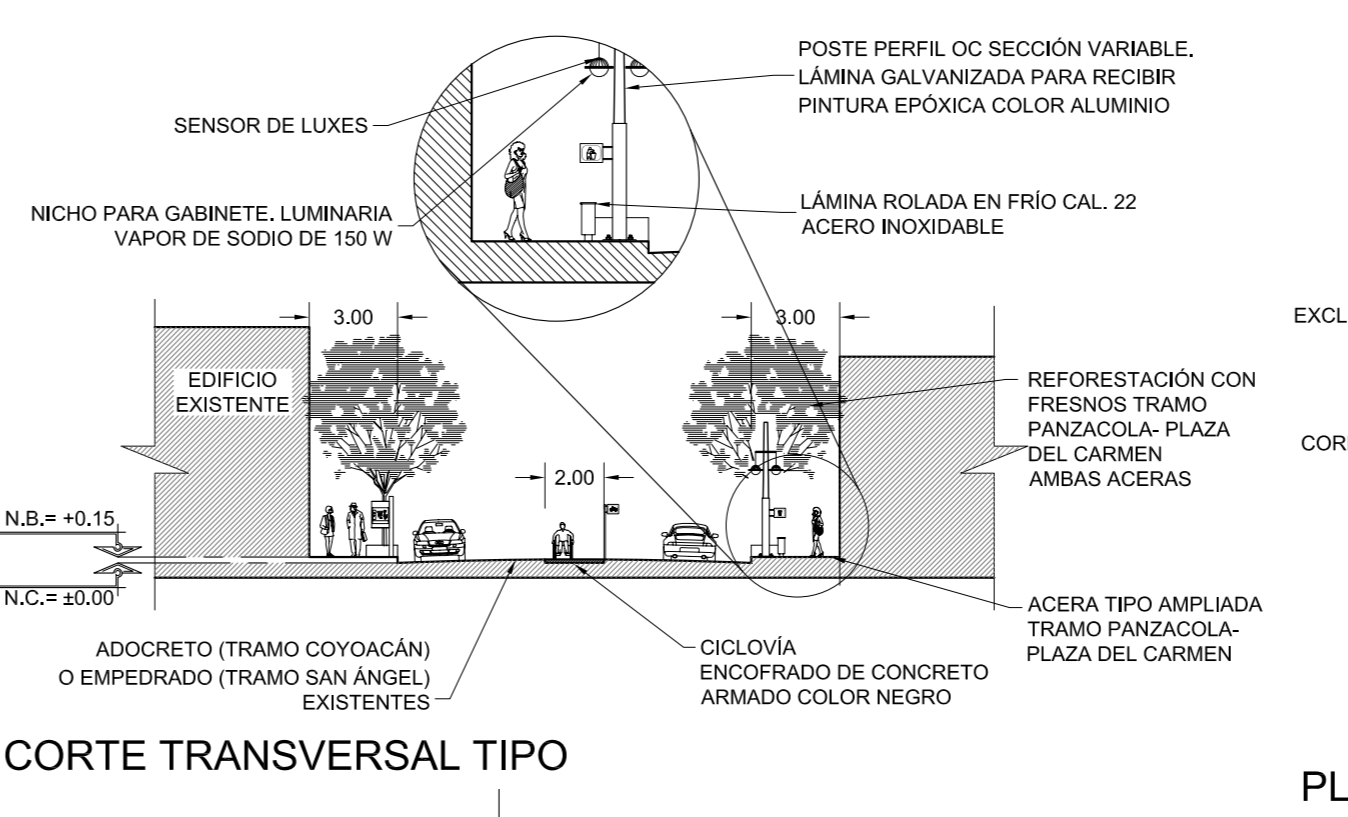 POSTE PERFIL OC SECCIÓN VARIABLE.
LÁMINA GALVANIZADA PARA RECIBIR
PINTURA EPÓXICA COLOR ALUMINIO
SENSOR DE LUXES
NICHO PARA GABINETE. LUMINARIA
VAPOR DE SODIO DE 150 W
LÁMINA ROLADA EN FRÍO CAL. 22
ACERO INOXIDABLE
3.00
3.00
EXCL
EDIFICIO
EXISTENTE
REFORESTACIÓN CON
FRESNOS TRAMO
PANZACOLA- PLAZA
DEL CARMEN
AMBAS ACERAS
CORR
2.00
N.B.= +0.15
N.C.= ±0.00
ACERA TIPO AMPLIADA
TRAMO PANZACOLA-
PLAZA DEL CARMEN
ADOCRETO (TRAMO COYOACÁN)
O EMPEDRADO (TRAMO SAN ÁNGEL)
EXISTENTES
CICLOVÍA
ENCOFRADO DE CONCRETO
ARMADO COLOR NEGRO
CORTE TRANSVERSAL TIPO
PL